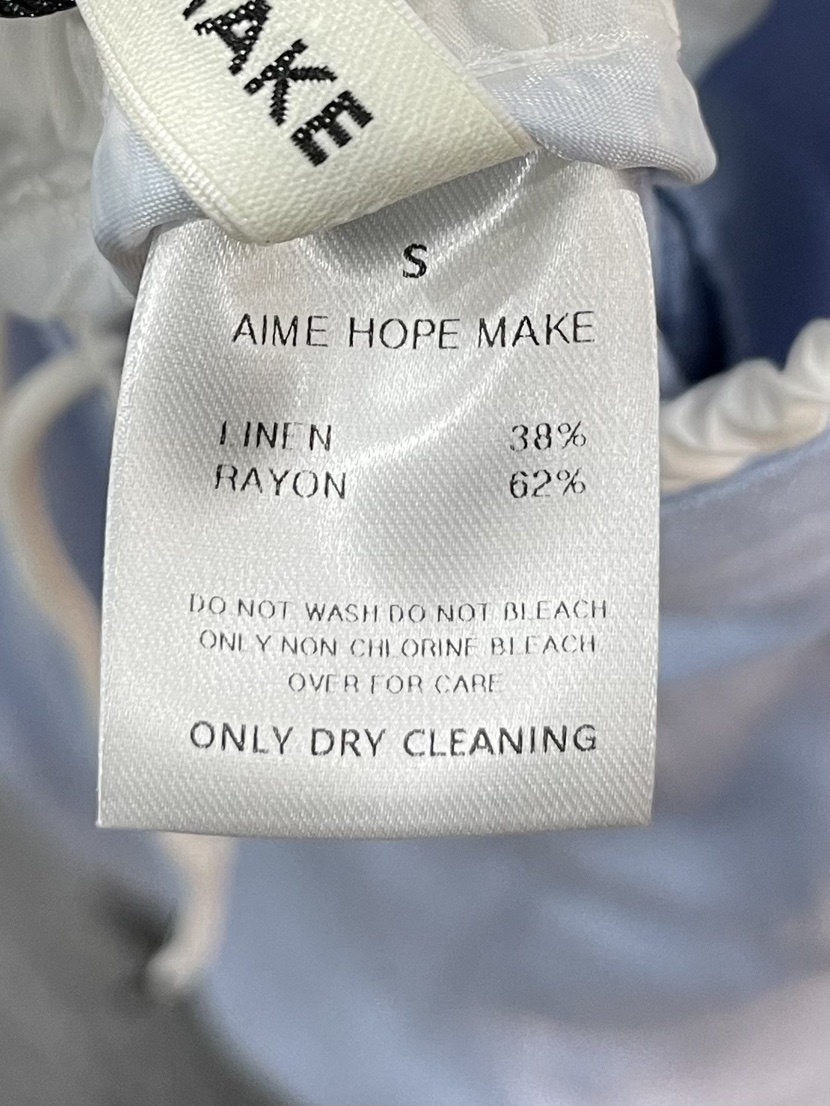 MAKE
S
AIME HOPE MAKE
LINEN 38%
RAYON 62%
DO NOT WASH DO NOT BLEACH
ONLY NON CHLORINE BLEACH
OVER FOR CARE
ONLY DRY CLEANING